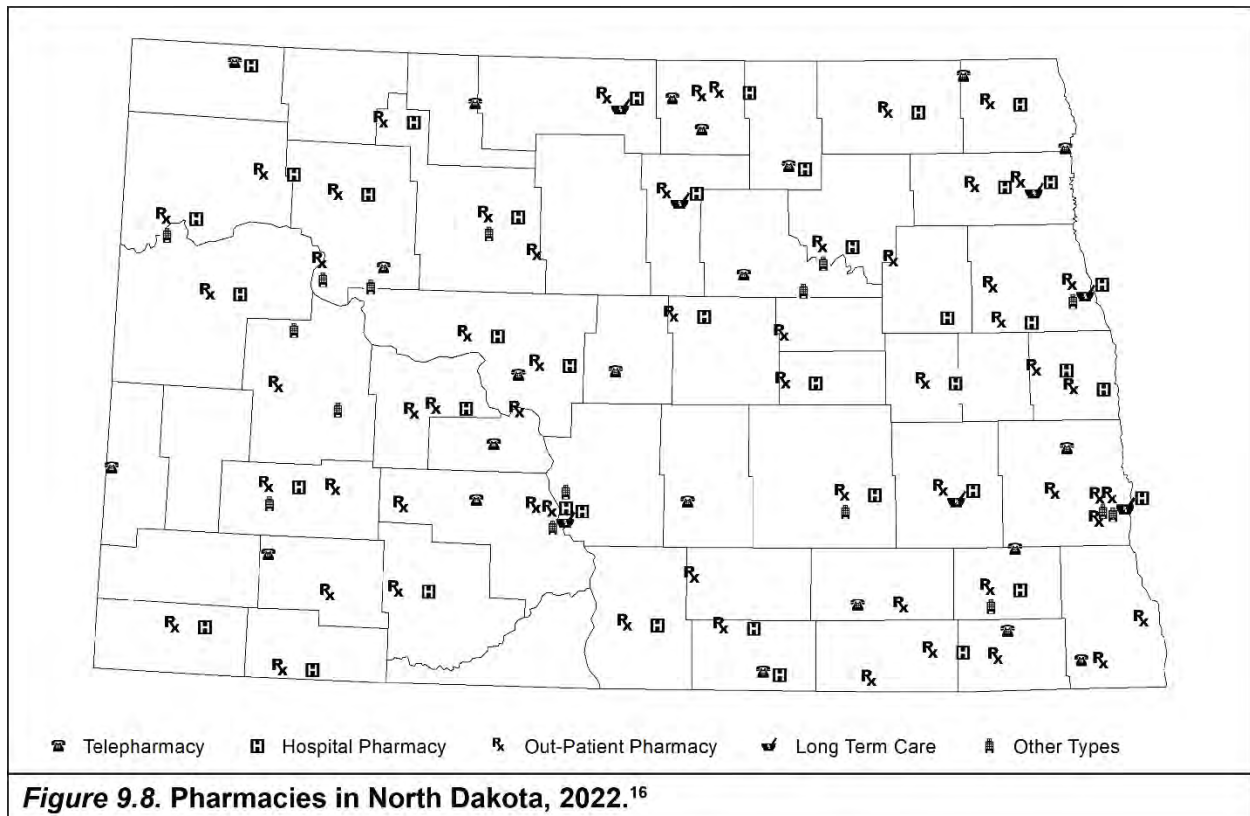 Telepharmacy
Hospital Pharmacy
Out-Patient Pharmacy
Long Term Care
Other Types
Figure 9.8. Pharmacies in North Dakota, 2022.16